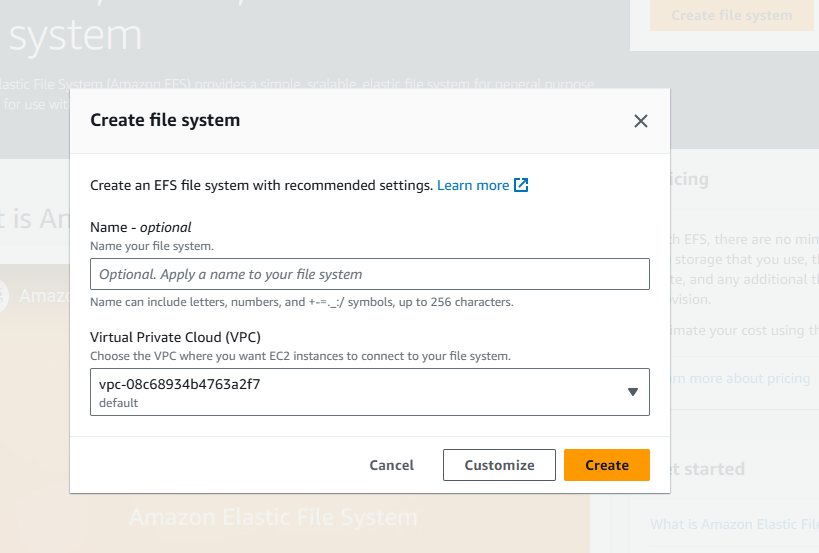 system
Create file system
Elastic File System (Amazon EFS) provides a simple, scalable, elastic file system for general purpose
for use wit
Create file system
Create an EFS file system with recommended settings. Learn more
Name - optional
Name your file system.
Optional. Apply a name to your file system
Name can include letters, numbers, and +-=._:/ symbols, up to 256 characters.
Virtual Private Cloud (VPC)
Choose the VPC where you want EC2 instances to connect to your file system.
vpc-08c68934b4763a2f7
default
Cancel
Customize
Create
t is An
Amazo
Amazon Elastic File System
icing
h EFS, there are no min
storage that you use, th
te, and any additional th
vision.
imate your cost using th
rn more about pricing
t started
What is Amazon Elastic File